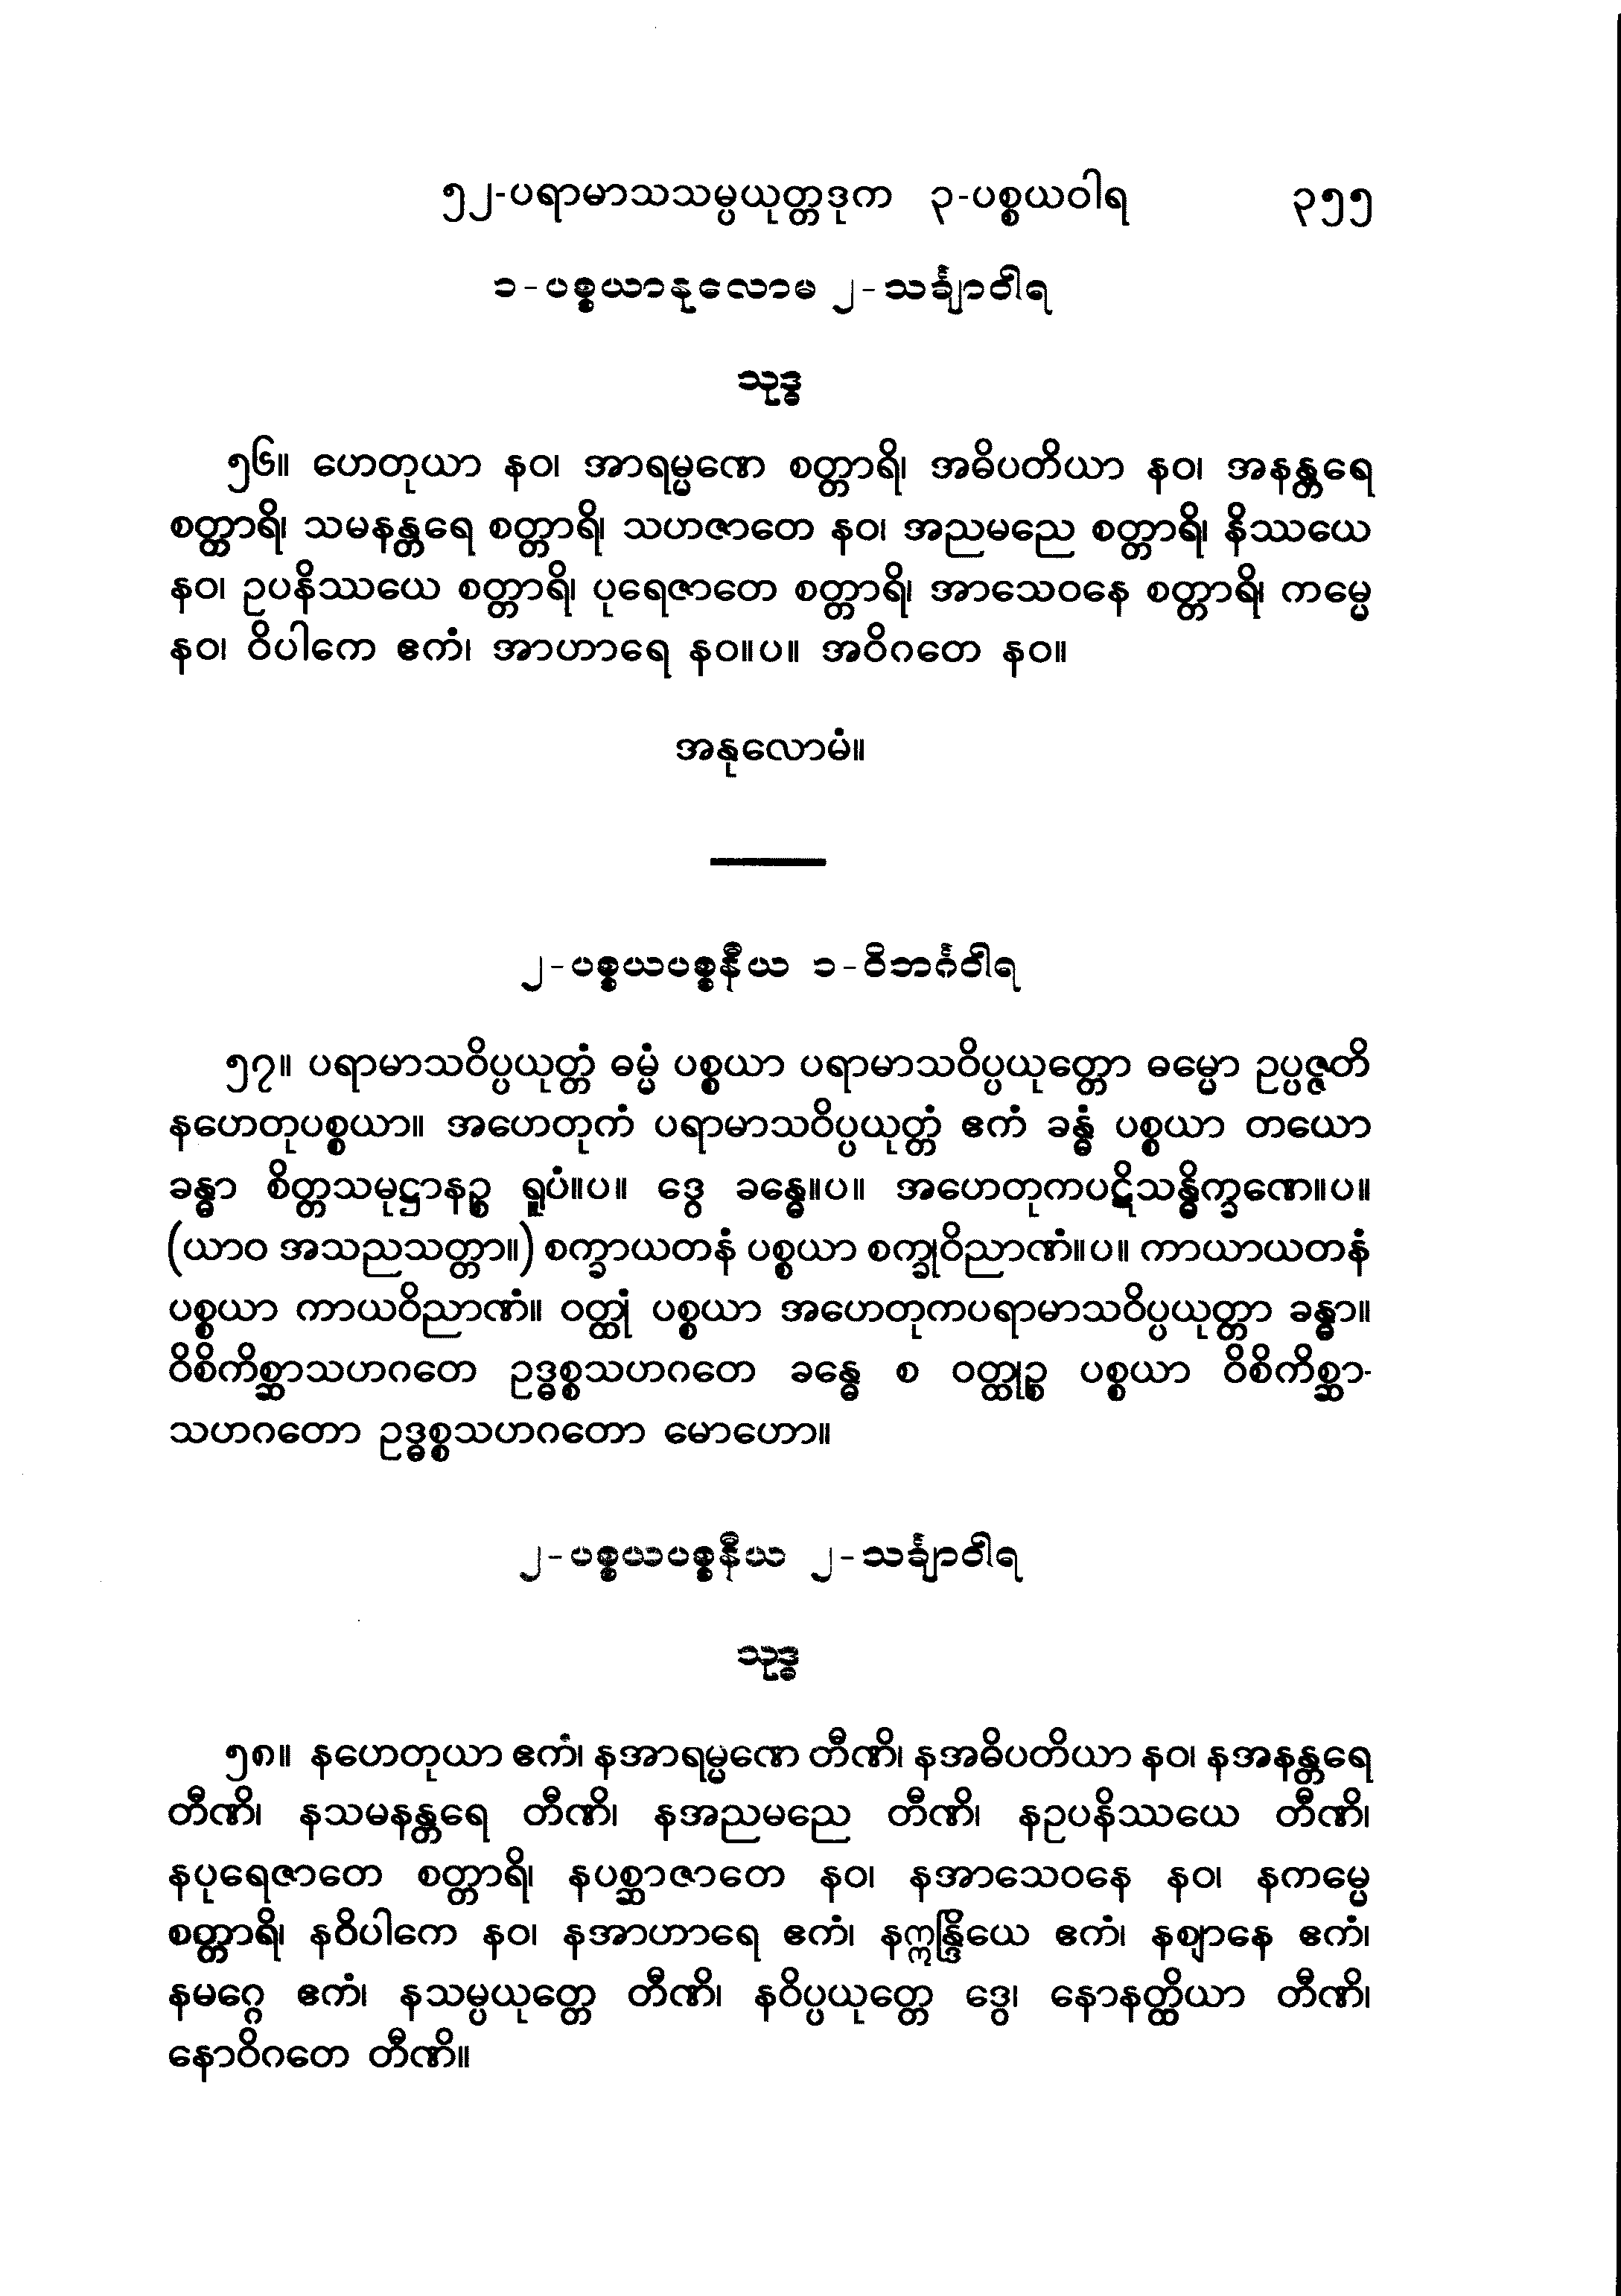 ၅၂-ပရာမာသသမ္ပယုတ္တဒုက ၃-ပစ္စယဝါရ ၃၅၅
၁-ပစ္စယာနုလောမ ၂-သင်္ချာဝါရ
သုဒ္ဓ
၅၆။ ဟေတုယာ နဝ၊ အာရမ္မဏေ စတ္တာရိ၊ အဓိပတိယာ နဝ၊ အနန္တရေ
စတ္တာရိ၊ သမနန္တရေ စတ္တာရိ၊ သဟဇာတေ နဝ၊ အညမညေ စတ္တာရိ၊ နိဿယေ
နဝ၊ ဥပနိဿယေ စတ္တာရိ၊ ပုရေဇာတေ စတ္တာရိ၊ အာသေဝနေ စတ္တာရိ၊ ကမ္မေ
နဝ၊ ဝိပါကေ ဧကံ၊ အာဟာရေ နဝ။ပ။ အဝိဂတေ နဝ။
အနုလောမံ။
၂-ပစ္စယပစ္စနီယ ၁-ဝိဘင်္ဂဝါရ
၅၇။ ပရာမာသဝိပ္ပယုတ္တံ ဓမ္မံ ပစ္စယာ ပရာမာသဝိပ္ပယုတ္တော ဓမ္မော ဥပ္ပဇ္ဇတိ
နဟေတုပစ္စယာ။ အဟေတုကံ ပရာမာသဝိပ္ပယုတ္တံ ဧကံ ခန္ဓံ ပစ္စယာ တယော
ခန္ဓာ စိတ္တသမုဋ္ဌာနဉ္စ ရူပံ။ပ။ ဒွေ ခန္ဓေ။ပ။ အဟေတုကပဋိသန္ဓိက္ခဏေ။ပ။
(ယာဝ အသညသတ္တာ။) စက္ခာယတနံ ပစ္စယာ စက္ခုဝိညာဏံ။ပ။ ကာယာယတနံ
ပစ္စယာ ကာယဝိညာဏံ။ ဝတ္ထုံ ပစ္စယာ အဟေတုကပရာမာသဝိပ္ပယုတ္တာ ခန္ဓာ။
ဝိစိကိစ္ဆာသဟဂတေ ဥဒ္ဓစ္စသဟဂတေ ခန္ဓေ စ ဝတ္ထုဉ္စ ပစ္စယာ ဝိစိကိစ္ဆာ-
သဟဂတော ဥဒ္ဓစ္စသဟဂတော မောဟော။
၂-ပစ္စယပစ္စနီယ ၂-သင်္ချာဝါရ
သုဒ္ဓ
၅၈။ နဟေတုယာ ဧကံ၊ နအာရမ္မဏေ တီဏိ၊ နအဓိပတိယာ နဝ၊ နအနန္တရေ
တီဏိ၊ နသမနန္တရေ တီဏိ၊ နအညမညေ တီဏိ၊ နဥပနိဿယေ တီဏိ၊
နပုရေဇာတေ စတ္တာရိ၊ နပစ္ဆာဇာတေ နဝ၊ နအာသေဝနေ နဝ၊ နကမ္မေ
စတ္တာရိ၊ နဝိပါကေ နဝ၊ နအာဟာရေ ဧကံ၊ နဣန္ဒြိယေ ဧကံ၊ နဈာနေ ဧကံ၊
နမဂ္ဂေ ဧကံ၊ နသမ္ပယုတ္တေ တီဏိ၊ နဝိပ္ပယုတ္တေ ဒွေ၊ နောနတ္ထိယာ တီဏိ၊
နောဝိဂတေ တီဏိ။